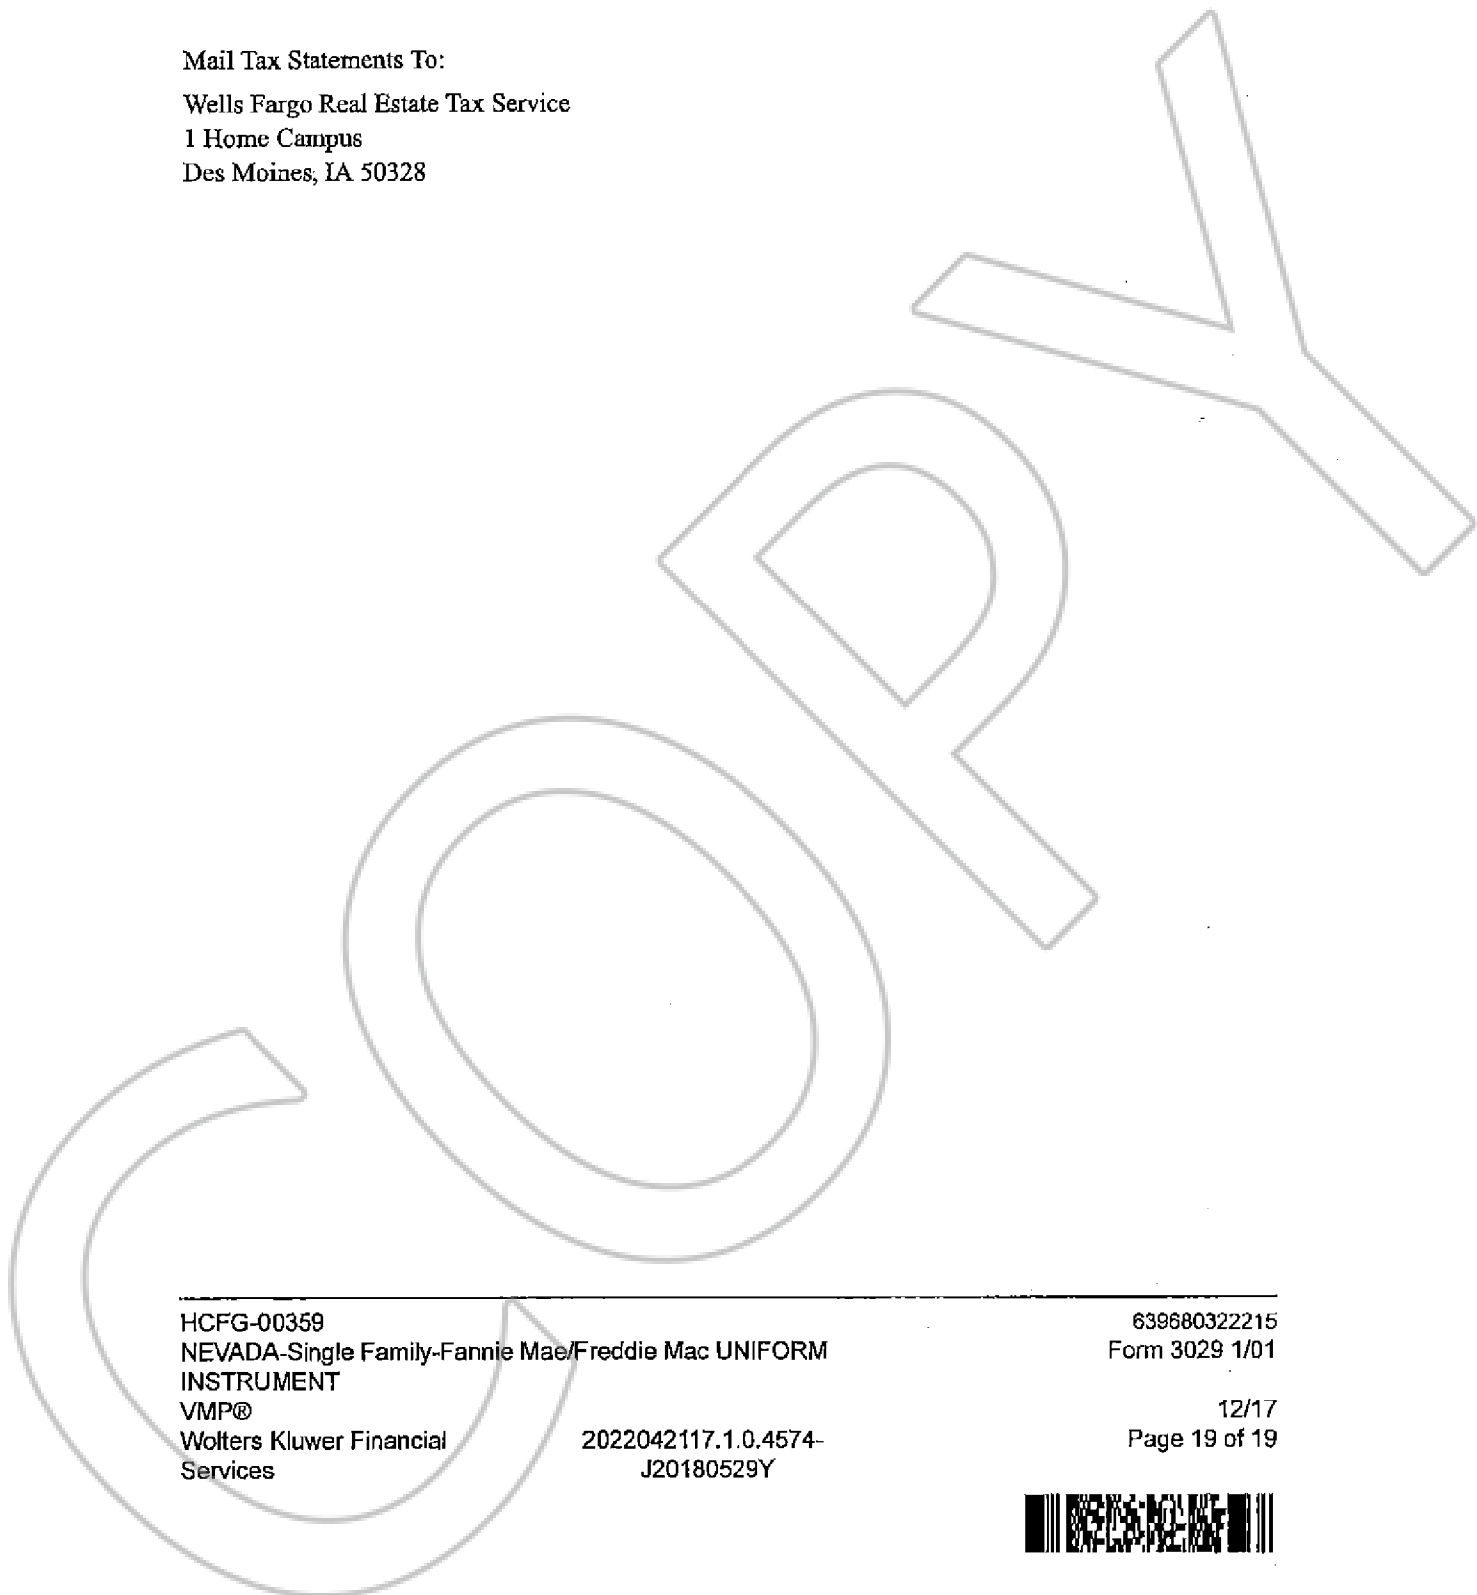 Mail Tax Statements To:
Wells Fargo Real Estate Tax Service
1 Home Campus
Des Moines, IA 50328
COPY
HCFG-00359
639680322215
NEVADA-Single Family-Fannie Mae/Freddie Mac UNIFORM
Form 3029 1/01
INSTRUMENT
VMP®
12/17
Wolters Kluwer Financial
2022042117.1.0.4574-
Page 19 of 19
Services
J20180529Y